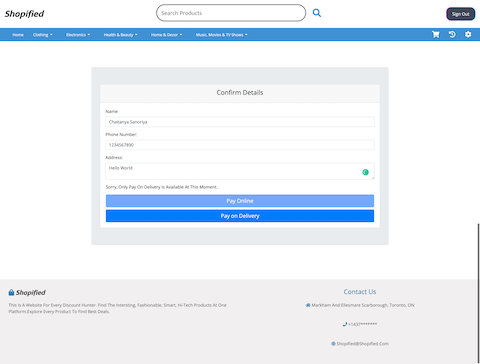 Shopified
Search Products
Sign Out
Home Clothing Electronics Health & Beauty Home & Decor Music, Movies & TV Shows
Confirm Details
Name:
Chaitanya Sanoriya
Phone Number:
1234567890
Address:
Hello World
Sorry, Only Pay On Delivery Is Available At This Moment.
Pay Online
Pay on Delivery
Shopified
This Is A Website For Every Discount Hunter. Find The Intersting, Fashionable, Smart, Hi-Tech Products At One
Platform.Explore Every Product To Find Best Deals.
Contact Us
Markham And Ellesmere Scarborough, Toronto, ON
+1437*******
Shopified@Shopified.Com